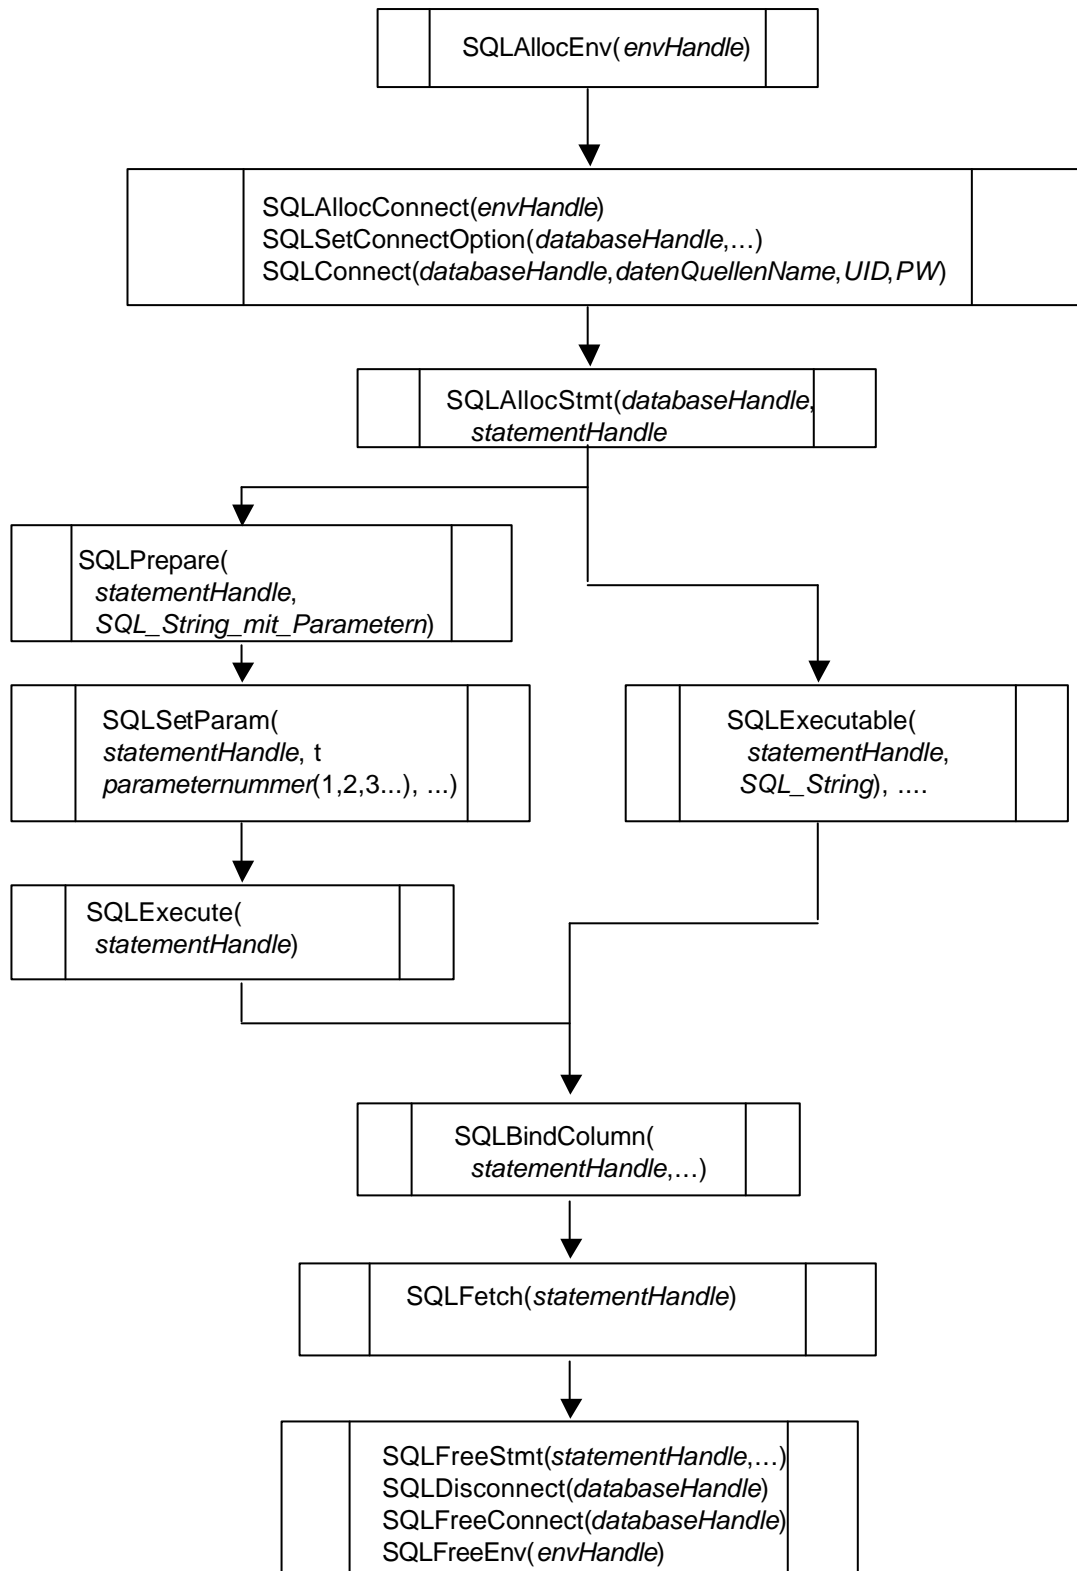 SQLAllocEnv(envHandle)
SQLAllocConnect(envHandle)
SQLSetConnectOption(databaseHandle,…)
SQLConnect(databaseHandle,datenQuellenName,UID,PW)
SQLAllocStmt(databaseHandle,
statementHandle
SQLPrepare(
statementHandle,
SQL_String_mit_Parametern)
SQLSetParam(
statementHandle, t
parameternummer(1,2,3...), ...)
SQLExecutable(
statementHandle,
SQL_String), ....
SQLExecute(
statementHandle)
SQLBindColumn(
statementHandle,…)
SQLFetch(statementHandle)
SQLFreeStmt(statementHandle,…)
SQLDisconnect(databaseHandle)
SQLFreeConnect(databaseHandle)
SQLFreeEnv(envHandle)